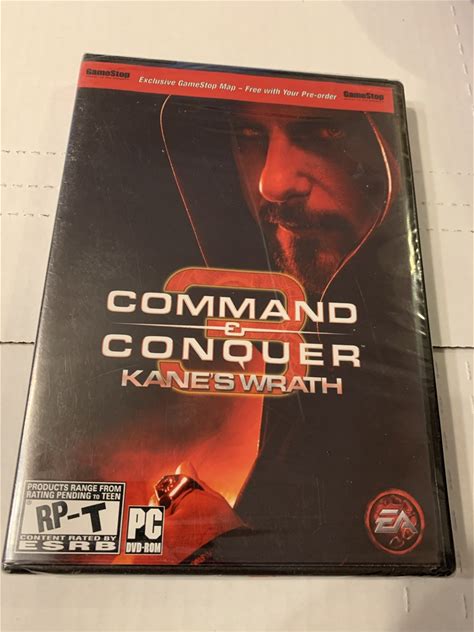 GameStop
Exclusive GameStop Map – Free with Your Pre-order
GameStop
3
COMMAND
&
CONQUER
KANE'S WRATH
PRODUCTS RANGE FROM
RATING PENDING to TEEN
RP-T
CONTENT RATED BY
ESRB
PC
DVD-ROM
EA